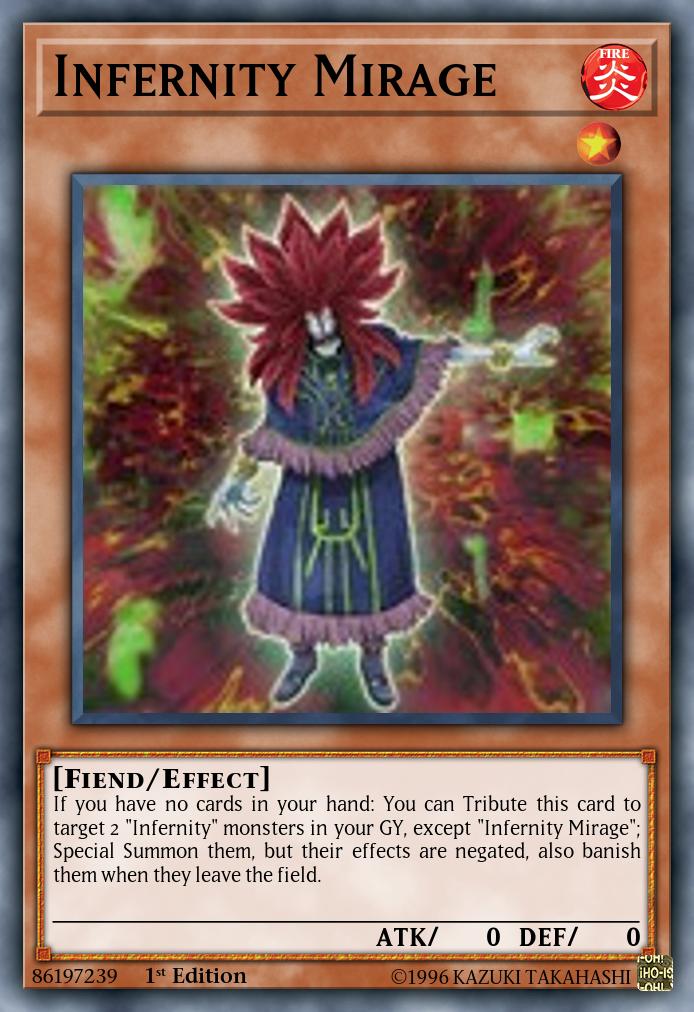 INFERNITY MIRAGE
FIRE
炎
[FIEND/EFFECT]
If you have no cards in your hand: You can Tribute this card to
target 2 "Infernity" monsters in your GY, except "Infernity Mirage";
Special Summon them, but their effects are negated, also banish
them when they leave the field.
ATK/ 0 DEF/ 0
86197239 1st Edition ©1996 KAZUKI TAKAHASHI